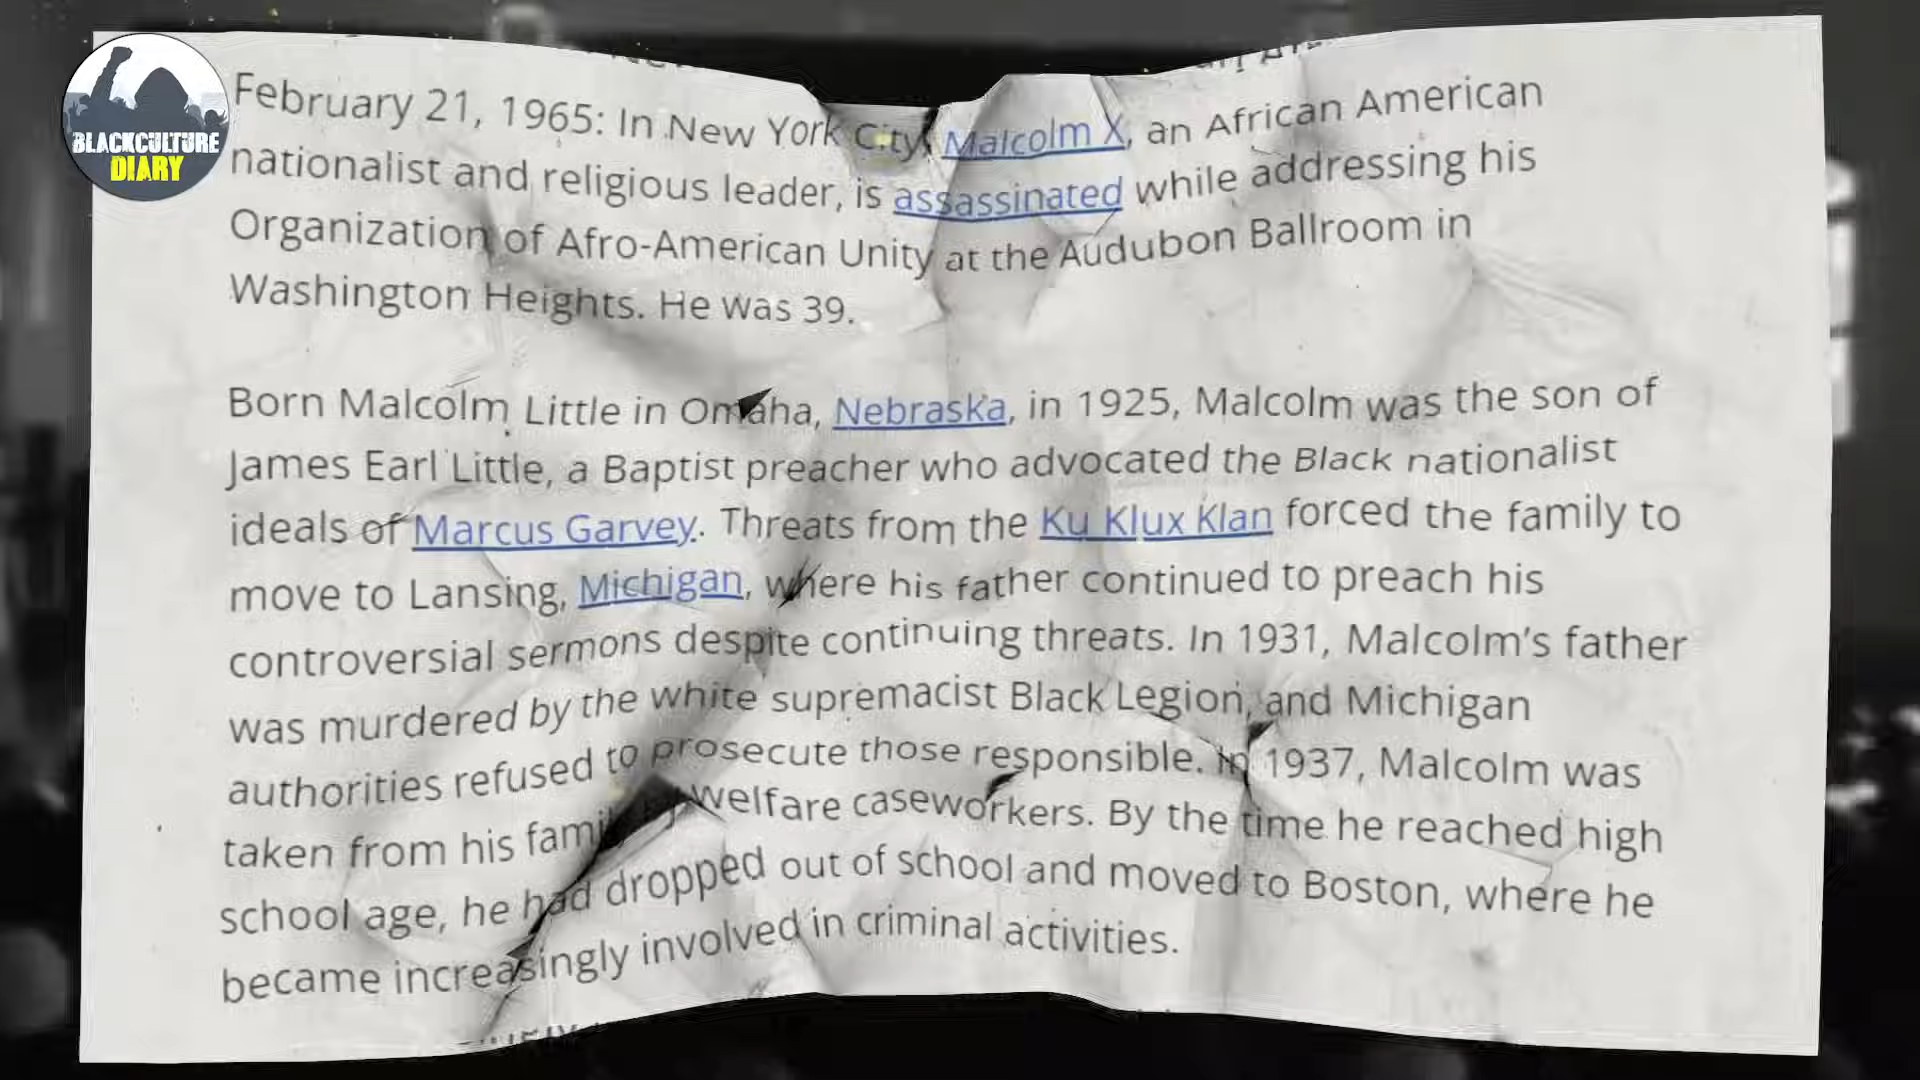 BLACKCULTURE
DIARY
February 21, 1965: In New York City, Malcolm X, an African American
nationalist and religious leader, is assassinated while addressing his
Organization of Afro-American Unity at the Audubon Ballroom in
Washington Heights. He was 39.
Born Malcolm Little in Omaha, Nebraska, in 1925, Malcolm was the son of
James Earl Little, a Baptist preacher who advocated the Black nationalist
ideals of Marcus Garvey. Threats from the Ku Klux Klan forced the family to
move to Lansing, Michigan, where his father continued to preach his
controversial sermons despite continuing threats. In 1931, Malcolm's father
was murdered by the white supremacist Black Legion, and Michigan
authorities refused to prosecute those responsible. In 1937, Malcolm was
taken from his family by welfare caseworkers. By the time he reached high
school age, he had dropped out of school and moved to Boston, where he
became increasingly involved in criminal activities.